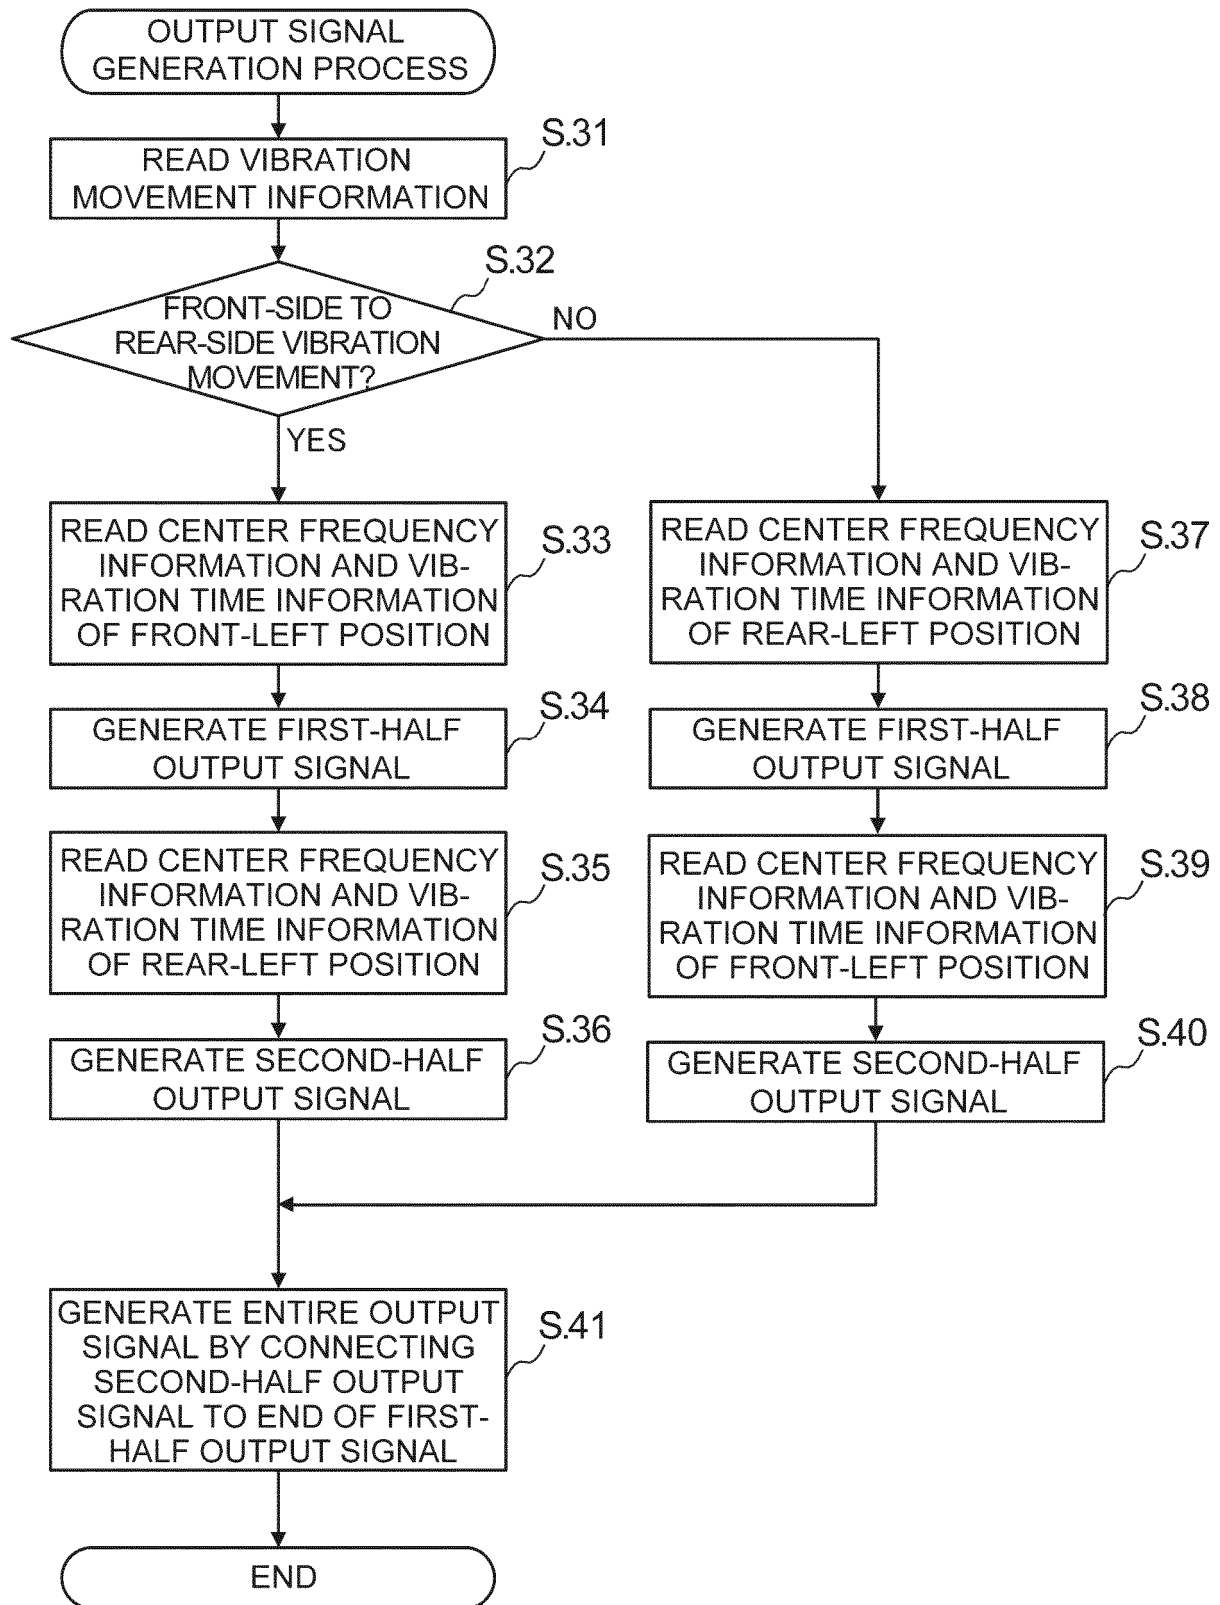 OUTPUT SIGNAL
GENERATION PROCESS
S.31
READ VIBRATION
MOVEMENT INFORMATION
S.32
FRONT-SIDE TO
REAR-SIDE VIBRATION
MOVEMENT?
NO
YES
READ CENTER FREQUENCY
INFORMATION AND VIB-
RATION TIME INFORMATION
OF FRONT-LEFT POSITION
S.33
GENERATE FIRST-HALF
OUTPUT SIGNAL
S.34
READ CENTER FREQUENCY
INFORMATION AND VIB-
RATION TIME INFORMATION
OF REAR-LEFT POSITION
S.35
GENERATE SECOND-HALF
OUTPUT SIGNAL
S.36
READ CENTER FREQUENCY
INFORMATION AND VIB-
RATION TIME INFORMATION
OF REAR-LEFT POSITION
S.37
GENERATE FIRST-HALF
OUTPUT SIGNAL
S.38
READ CENTER FREQUENCY
INFORMATION AND VIB-
RATION TIME INFORMATION
OF FRONT-LEFT POSITION
S.39
GENERATE SECOND-HALF
OUTPUT SIGNAL
S.40
GENERATE ENTIRE OUTPUT
SIGNAL BY CONNECTING
SECOND-HALF OUTPUT
SIGNAL TO END OF FIRST-
HALF OUTPUT SIGNAL
S.41
END